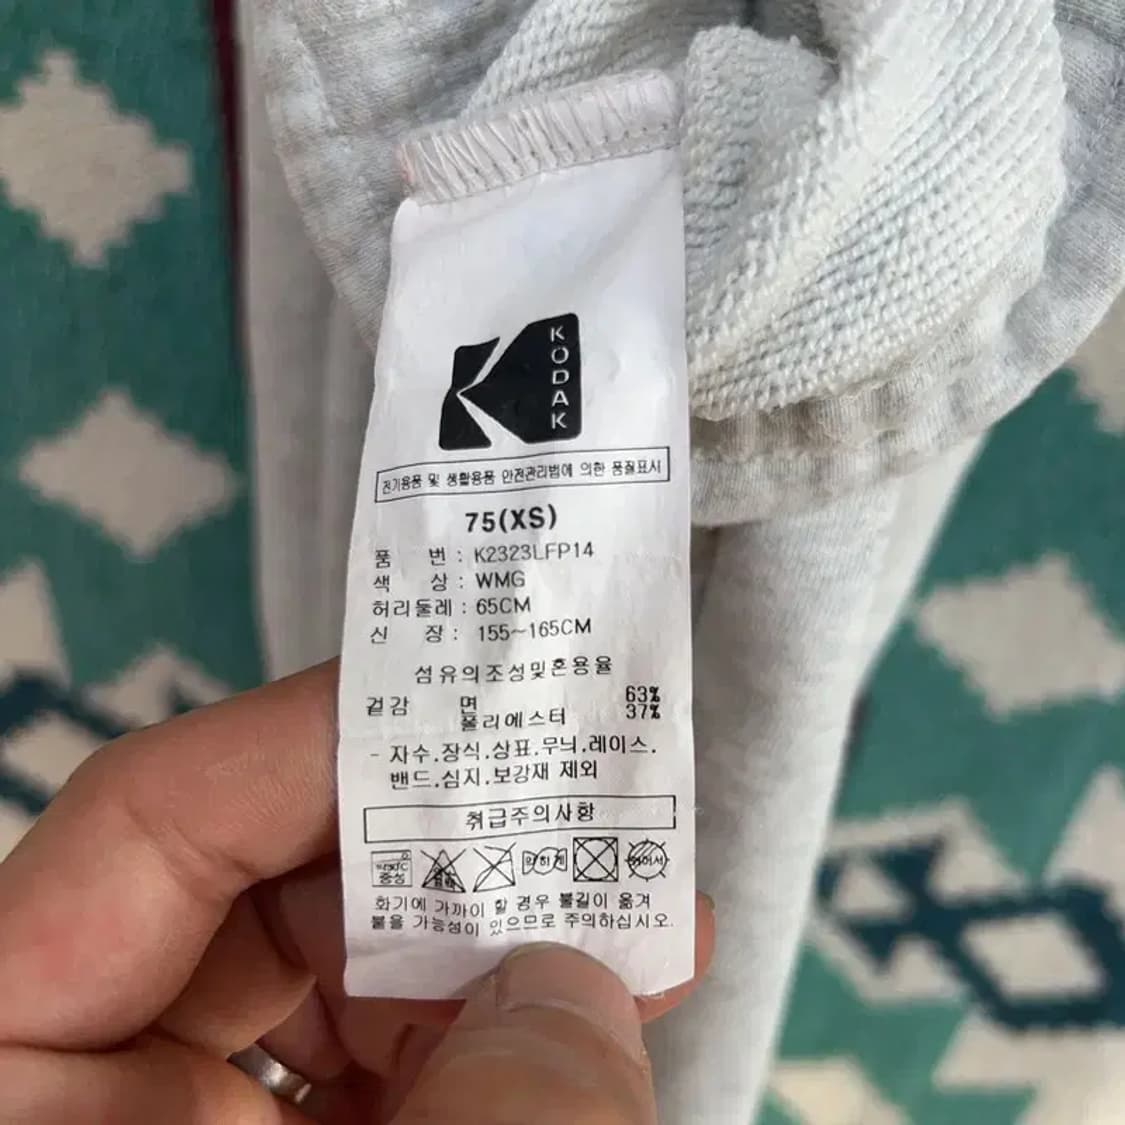 KODAK
전기용품 및 생활용품 안전관리법에 의한 품질표시
75(XS)
품 번 : K2323LFP14
색 상 : WMG
허리둘레 : 65CM
신 장 : 155~165CM
섬유의조성및혼용율
겉감 면 63%
폴리에스터 37%
- 자수.장식.상표.무늬.레이스.
밴드.심지.보강재 제외
취급주의사항
중성 약하게
화기에 가까이 할 경우 불길이 옮겨
붙을 가능성이 있으므로 주의하십시오.